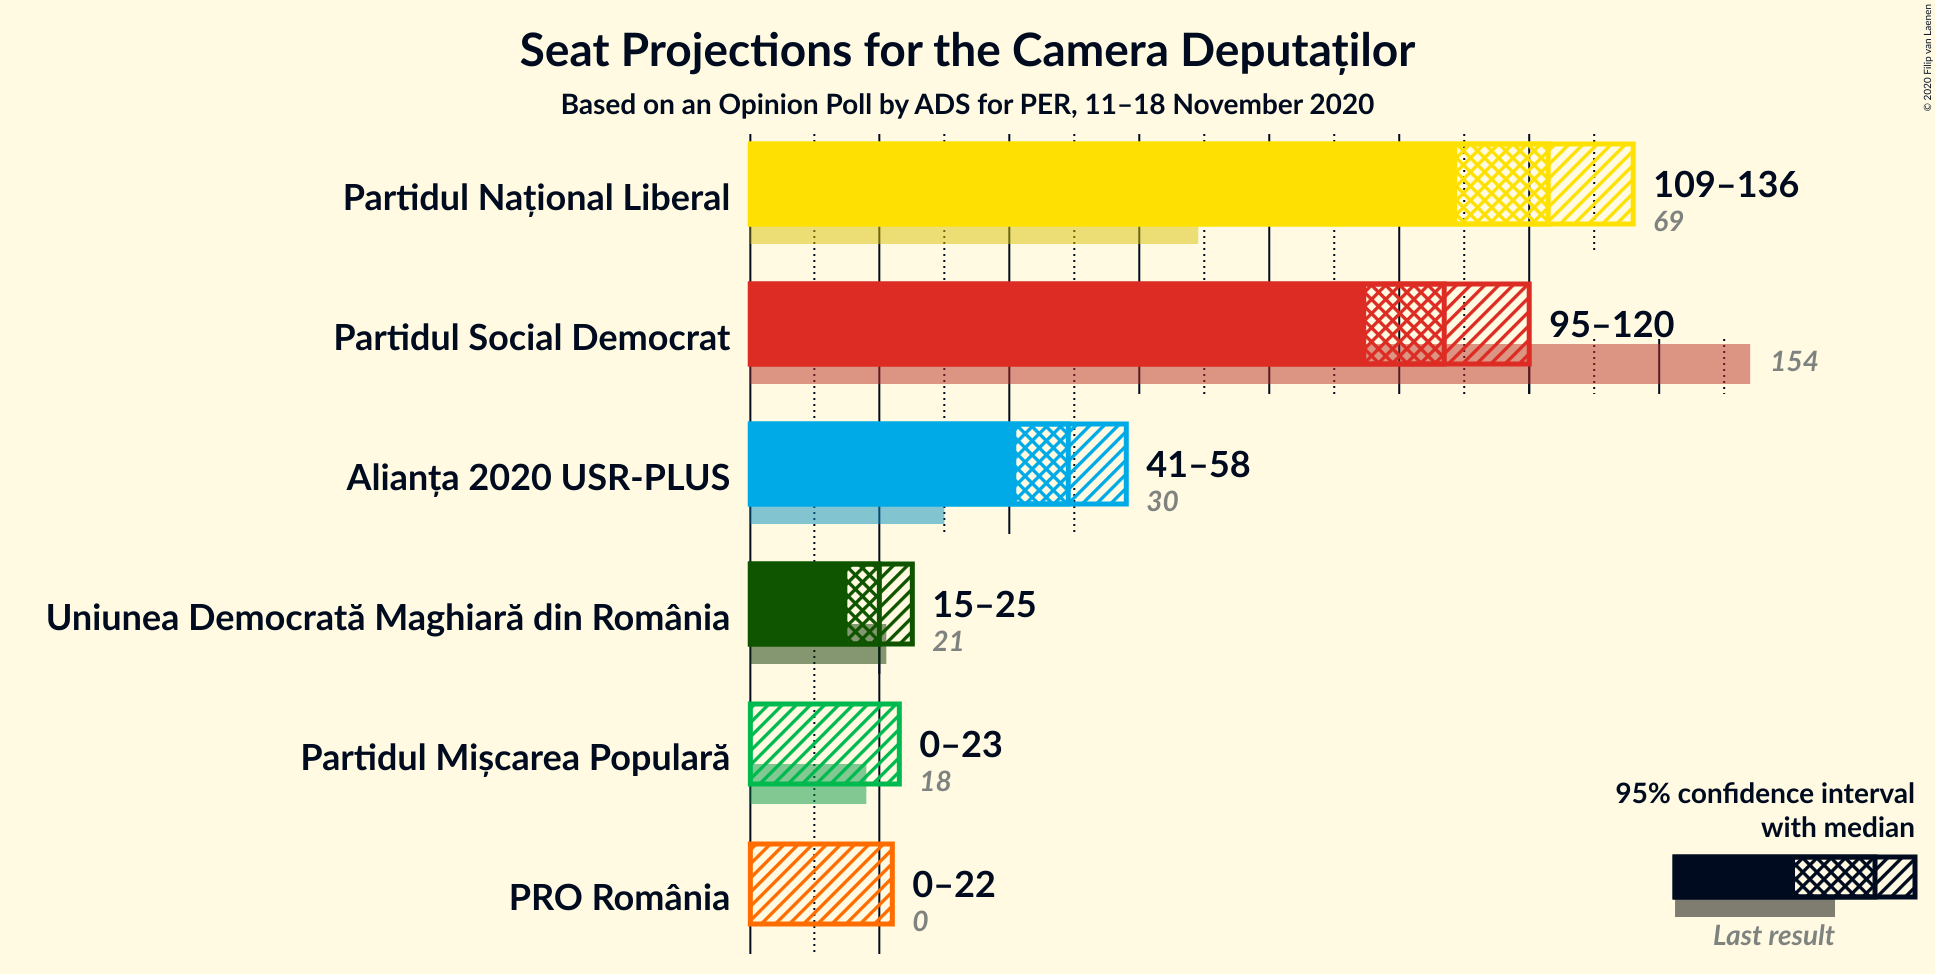 Seat Projections for the Camera Deputaților
Based on an Opinion Poll by ADS for PER, 11–18 November 2020
© 2020 Filip van Laenen
Partidul Național Liberal
109–136
69
Partidul Social Democrat
95–120
154
Alianța 2020 USR-PLUS
41–58
30
Uniunea Democrată Maghiară din România
15–25
21
Partidul Mișcarea Populară
0–23
18
PRO România
0–22
0
95% confidence interval
with median
Last result